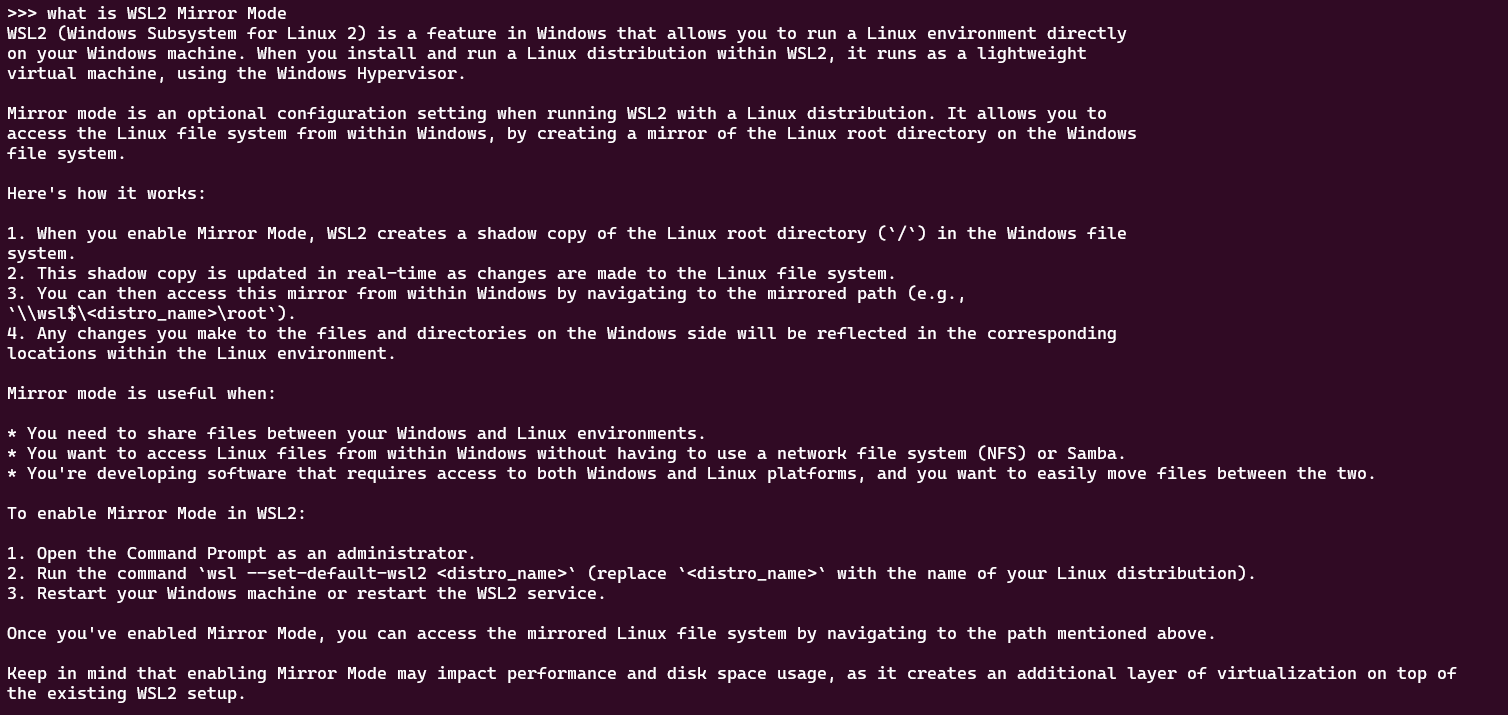 >>> what is WSL2 Mirror Mode
WSL2 (Windows Subsystem for Linux 2) is a feature in Windows that allows you to run a Linux environment directly
on your Windows machine. When you install and run a Linux distribution within WSL2, it runs as a lightweight
virtual machine, using the Windows Hypervisor.

Mirror mode is an optional configuration setting when running WSL2 with a Linux distribution. It allows you to
access the Linux file system from within Windows, by creating a mirror of the Linux root directory on the Windows
file system.

Here's how it works:

1. When you enable Mirror Mode, WSL2 creates a shadow copy of the Linux root directory (`/`) in the Windows file
system.
2. This shadow copy is updated in real-time as changes are made to the Linux file system.
3. You can then access this mirror from within Windows by navigating to the mirrored path (e.g.,
`\\wsl$\<distro_name>\root`).
4. Any changes you make to the files and directories on the Windows side will be reflected in the corresponding
locations within the Linux environment.

Mirror mode is useful when:

* You need to share files between your Windows and Linux environments.
* You want to access Linux files from within Windows without having to use a network file system (NFS) or Samba.
* You're developing software that requires access to both Windows and Linux platforms, and you want to easily move files between the two.

To enable Mirror Mode in WSL2:

1. Open the Command Prompt as an administrator.
2. Run the command `wsl --set-default-wsl2 <distro_name>` (replace `<distro_name>` with the name of your Linux distribution).
3. Restart your Windows machine or restart the WSL2 service.

Once you've enabled Mirror Mode, you can access the mirrored Linux file system by navigating to the path mentioned above.

Keep in mind that enabling Mirror Mode may impact performance and disk space usage, as it creates an additional layer of virtualization on top of
the existing WSL2 setup.